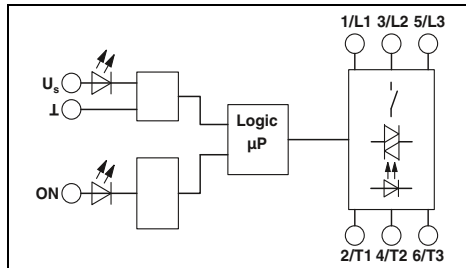 1/L1 3/L2 5/L3
Us
⊥
Logic
µP
ON
2/T1 4/T2 6/T3